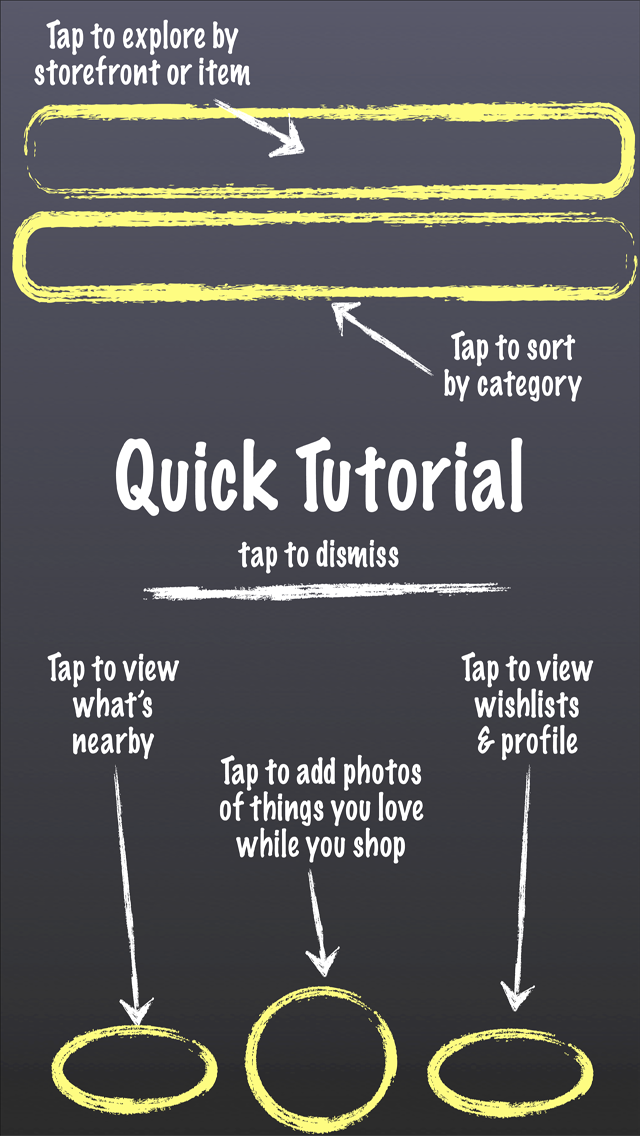 Tap to explore by
storefront or item
Tap to sort
by category
Quick Tutorial
tap to dismiss
Tap to view
what's
nearby
Tap to add photos
of things you love
while you shop
Tap to view
wishlists
& profile